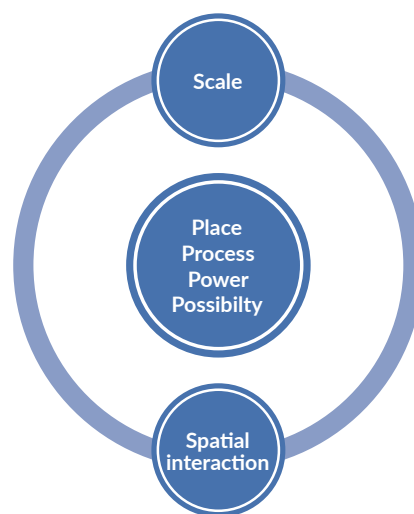 Scale
Place
Process
Power
Possibilty
Spatial
interaction